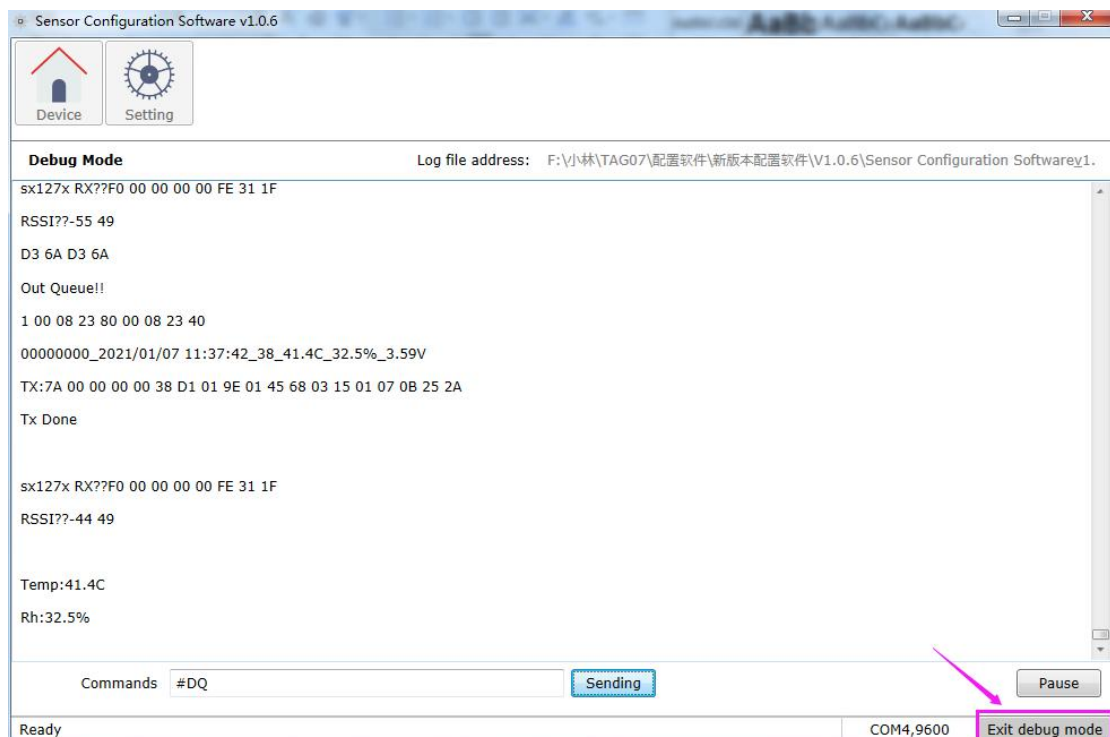 Sensor Configuration Software v1.0.6
Device Setting
Debug Mode Log file address: F:\小林\TAG07\配置软件\新版本配置软件\V1.0.6\Sensor Configuration Softwarev1.
sx127x RX??F0 00 00 00 00 FE 31 1F
RSSI??-55 49
D3 6A D3 6A
Out Queue!!
1 00 08 23 80 00 08 23 40
00000000_2021/01/07 11:37:42_38_41.4C_32.5%_3.59V
TX:7A 00 00 00 00 38 D1 01 9E 01 45 68 03 15 01 07 0B 25 2A
Tx Done
sx127x RX??F0 00 00 00 00 FE 31 1F
RSSI??-44 49
Temp:41.4C
Rh:32.5%
Commands #DQ Sending Pause
Ready COM4,9600 Exit debug mode